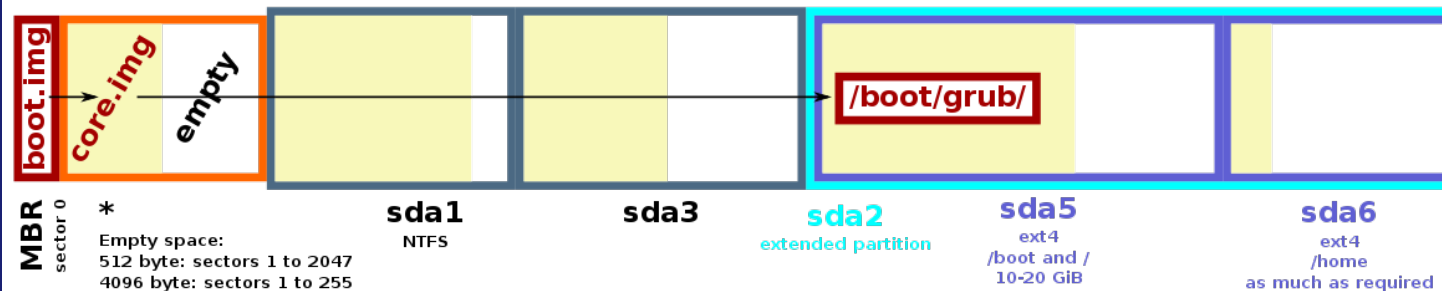 boot.img
core.img
empty
/boot/grub/
MBR
sector 0
*
Empty space:
512 byte: sectors 1 to 2047
4096 byte: sectors 1 to 255
sda1
NTFS
sda3
sda2
extended partition
sda5
ext4
/boot and /
10-20 GiB
sda6
ext4
/home
as much as required